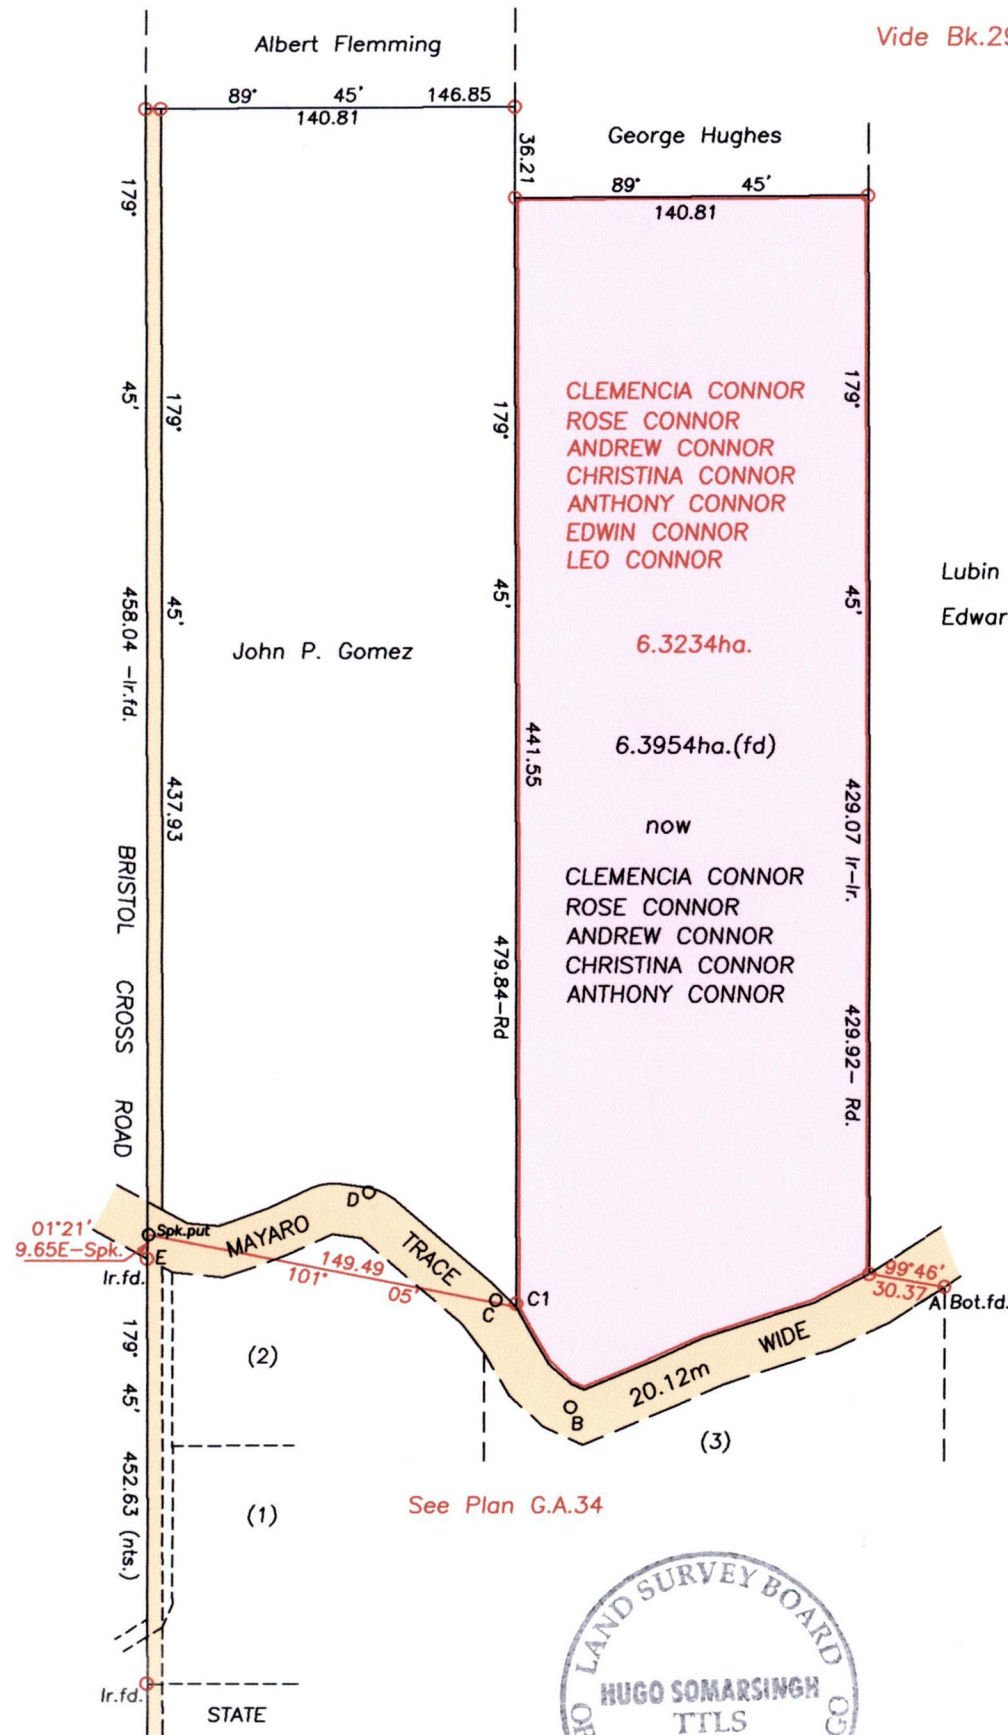 Albert Flemming
Vide Bk.29
89° 45' 146.85
140.81
George Hughes
36.21
89° 45'
140.81
179° 45' 458.04 -Ir.fd.
179° 45' 437.93
179° 45' 441.55
479.84-Rd
179° 45' 429.07 Ir-Ir.
429.92- Rd.
CLEMENCIA CONNOR
ROSE CONNOR
ANDREW CONNOR
CHRISTINA CONNOR
ANTHONY CONNOR
EDWIN CONNOR
LEO CONNOR
Lubin
Edwar
John P. Gomez
6.3234ha.
6.3954ha.(fd)
now
CLEMENCIA CONNOR
ROSE CONNOR
ANDREW CONNOR
CHRISTINA CONNOR
ANTHONY CONNOR
BRISTOL CROSS ROAD
01°21'
9.65E-Spk.
Spk.put
E
Ir.fd.
D
MAYARO TRACE
149.49
101° 05'
C
C1
99°46'
30.37
A
Bot.fd.
20.12m WIDE
B
179° 45' 452.63 (nts.)
(2)
(3)
(1)
See Plan G.A.34
Ir.fd.
STATE
LAND SURVEY BOARD
HUGO SOMARSINGH
TTLS